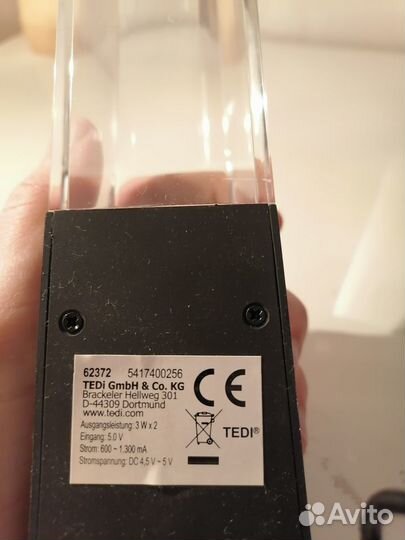 62372 5417400256
TEDi GmbH & Co. KG
Brackeler Hellweg 301
D-44309 Dortmund
www.tedi.com
Ausgangsleistung: 3 W x 2
Eingang: 5.0 V
Strom: 600 ~ 1.300 mA
Stromspannung: DC 4,5 V ~ 5 V
CE
TEDi®
Avito